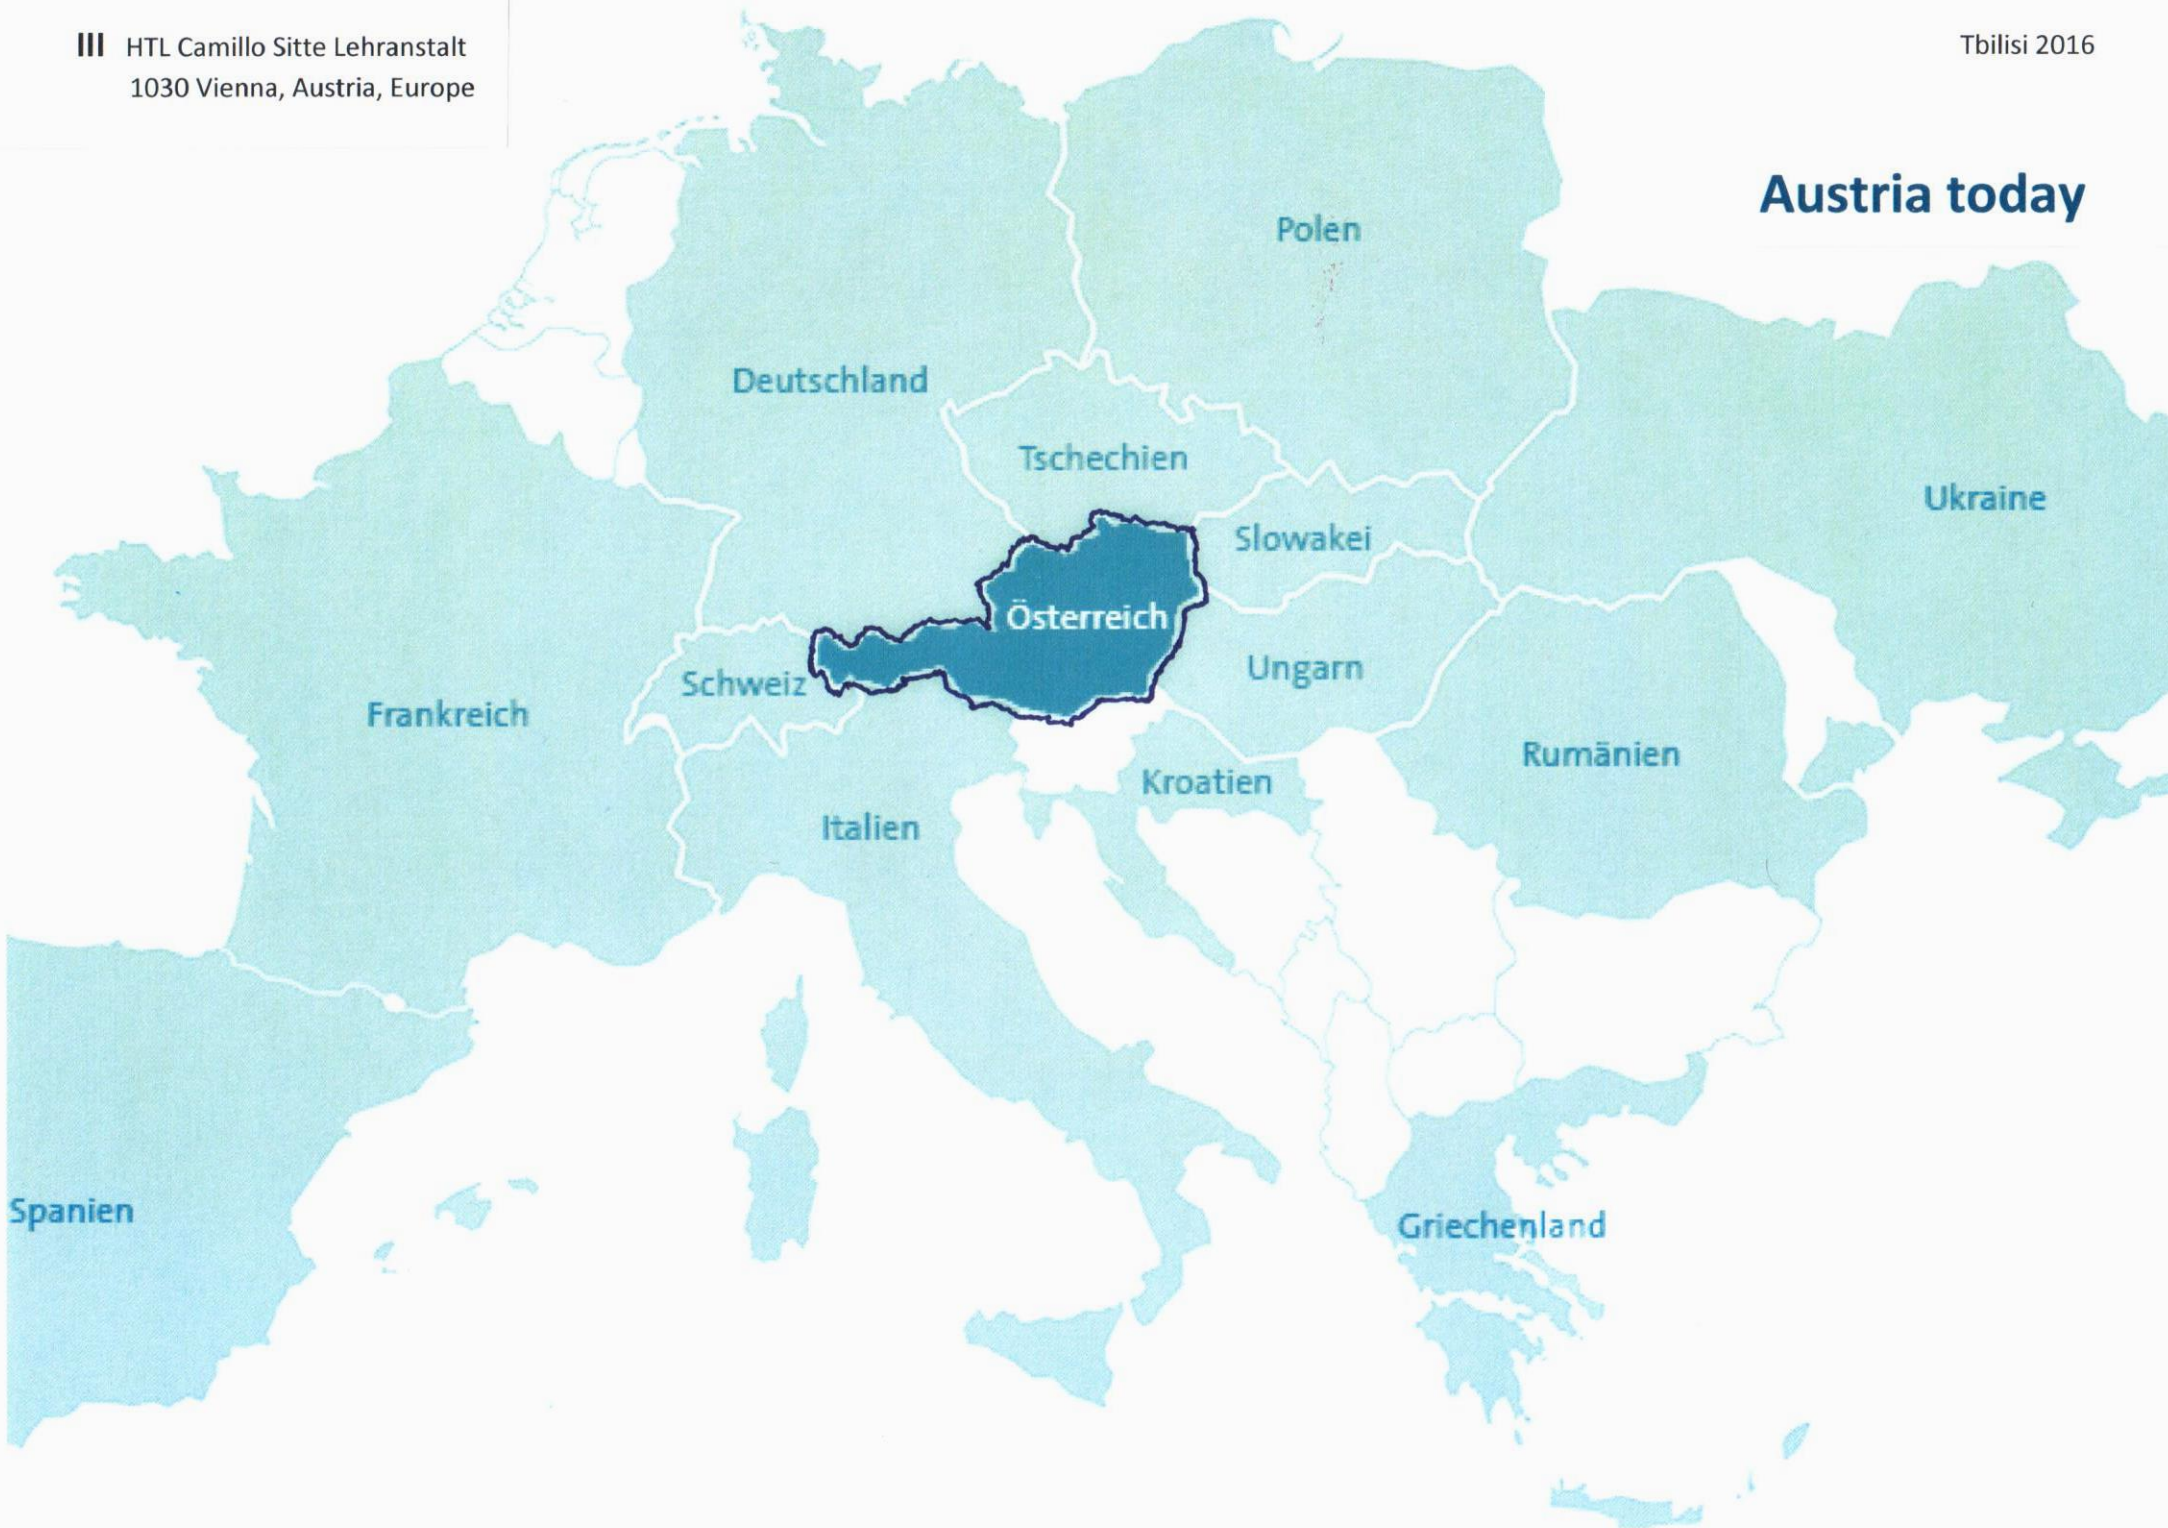 III HTL Camillo Sitte Lehranstalt
1030 Vienna, Austria, Europe
Tbilisi 2016
Austria today
Polen
Deutschland
Tschechien
Ukraine
Slowakei
Österreich
Ungarn
Schweiz
Frankreich
Rumänien
Kroatien
Italien
Spanien
Griechenland